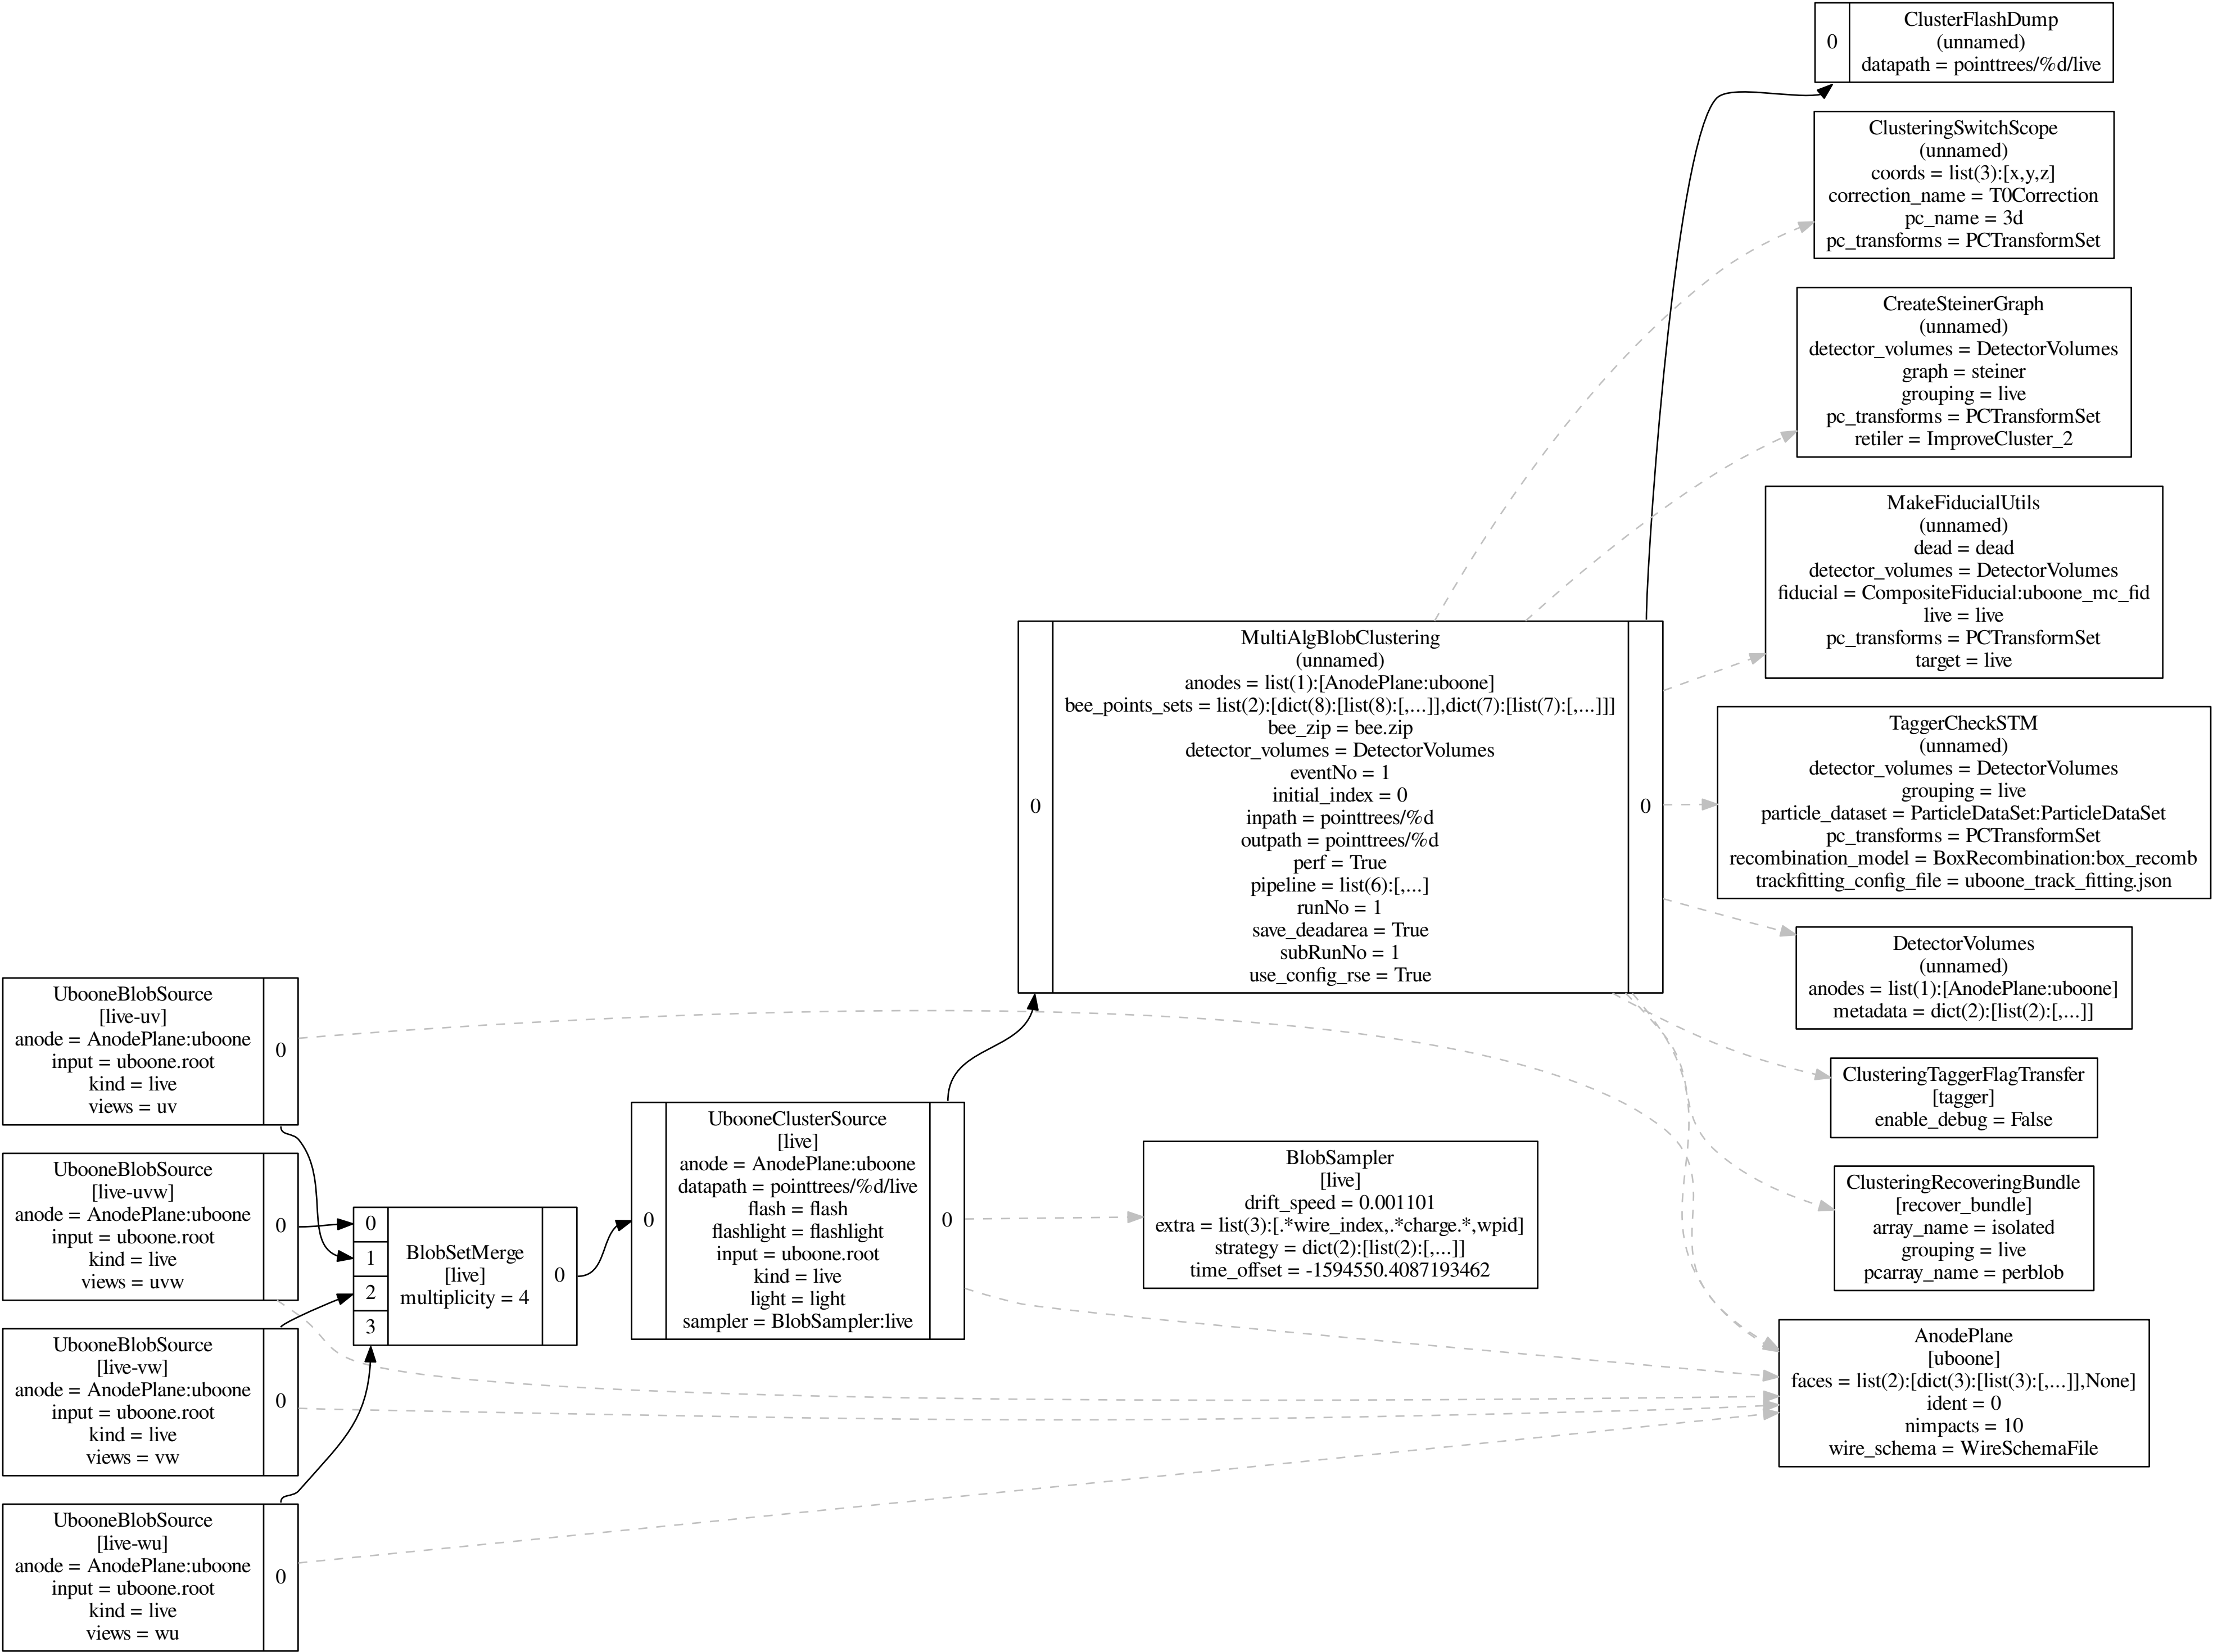 0
ClusterFlashDump
(unnamed)
datapath = pointtrees/%d/live
ClusteringSwitchScope
(unnamed)
coords = list(3):[x,y,z]
correction_name = T0Correction
pc_name = 3d
pc_transforms = PCTransformSet
CreateSteinerGraph
(unnamed)
detector_volumes = DetectorVolumes
graph = steiner
grouping = live
pc_transforms = PCTransformSet
retiler = ImproveCluster_2
MakeFiducialUtils
(unnamed)
dead = dead
detector_volumes = DetectorVolumes
fiducial = CompositeFiducial:uboone_mc_fid
live = live
pc_transforms = PCTransformSet
target = live
0
MultiAlgBlobClustering
(unnamed)
anodes = list(1):[AnodePlane:uboone]
bee_points_sets = list(2):[dict(8):[list(8):[,...]],dict(7):[list(7):[,...]]]
bee_zip = bee.zip
detector_volumes = DetectorVolumes
eventNo = 1
initial_index = 0
inpath = pointtrees/%d
outpath = pointtrees/%d
perf = True
pipeline = list(6):[,...]
runNo = 1
save_deadarea = True
subRunNo = 1
use_config_rse = True
0
TaggerCheckSTM
(unnamed)
detector_volumes = DetectorVolumes
grouping = live
particle_dataset = ParticleDataSet:ParticleDataSet
pc_transforms = PCTransformSet
recombination_model = BoxRecombination:box_recomb
trackfitting_config_file = uboone_track_fitting.json
DetectorVolumes
(unnamed)
anodes = list(1):[AnodePlane:uboone]
metadata = dict(2):[list(2):[,...]]
UbooneBlobSource
[live-uv]
anode = AnodePlane:uboone
input = uboone.root
kind = live
views = uv
0
ClusteringTaggerFlagTransfer
[tagger]
enable_debug = False
UbooneBlobSource
[live-uvw]
anode = AnodePlane:uboone
input = uboone.root
kind = live
views = uvw
0
0
1
2
3
BlobSetMerge
[live]
multiplicity = 4
0
0
UbooneClusterSource
[live]
anode = AnodePlane:uboone
datapath = pointtrees/%d/live
flash = flash
flashlight = flashlight
input = uboone.root
kind = live
light = light
sampler = BlobSampler:live
0
BlobSampler
[live]
drift_speed = 0.001101
extra = list(3):[.*wire_index,.*charge.*,wpid]
strategy = dict(2):[list(2):[,...]]
time_offset = -1594550.4087193462
ClusteringRecoveringBundle
[recover_bundle]
array_name = isolated
grouping = live
pcarray_name = perblob
UbooneBlobSource
[live-vw]
anode = AnodePlane:uboone
input = uboone.root
kind = live
views = vw
0
AnodePlane
[uboone]
faces = list(2):[dict(3):[list(3):[,...]],None]
ident = 0
nimpacts = 10
wire_schema = WireSchemaFile
UbooneBlobSource
[live-wu]
anode = AnodePlane:uboone
input = uboone.root
kind = live
views = wu
0